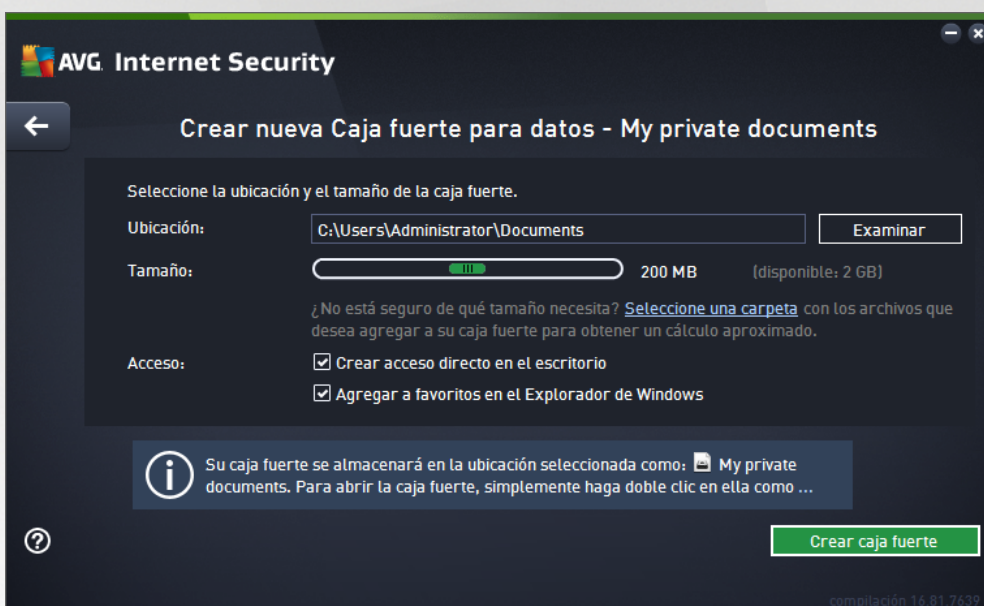 AVG Internet Security
Crear nueva Caja fuerte para datos - My private documents
Seleccione la ubicación y el tamaño de la caja fuerte.
Ubicación: C:\Users\Administrator\Documents Examinar
Tamaño: 200 MB (disponible: 2 GB)
¿No está seguro de qué tamaño necesita? Seleccione una carpeta con los archivos que
desea agregar a su caja fuerte para obtener un cálculo aproximado.
Acceso: Crear acceso directo en el escritorio
Agregar a favoritos en el Explorador de Windows
Su caja fuerte se almacenará en la ubicación seleccionada como: My private
documents. Para abrir la caja fuerte, simplemente haga doble clic en ella como ...
Crear caja fuerte
compilación 16.81.7639